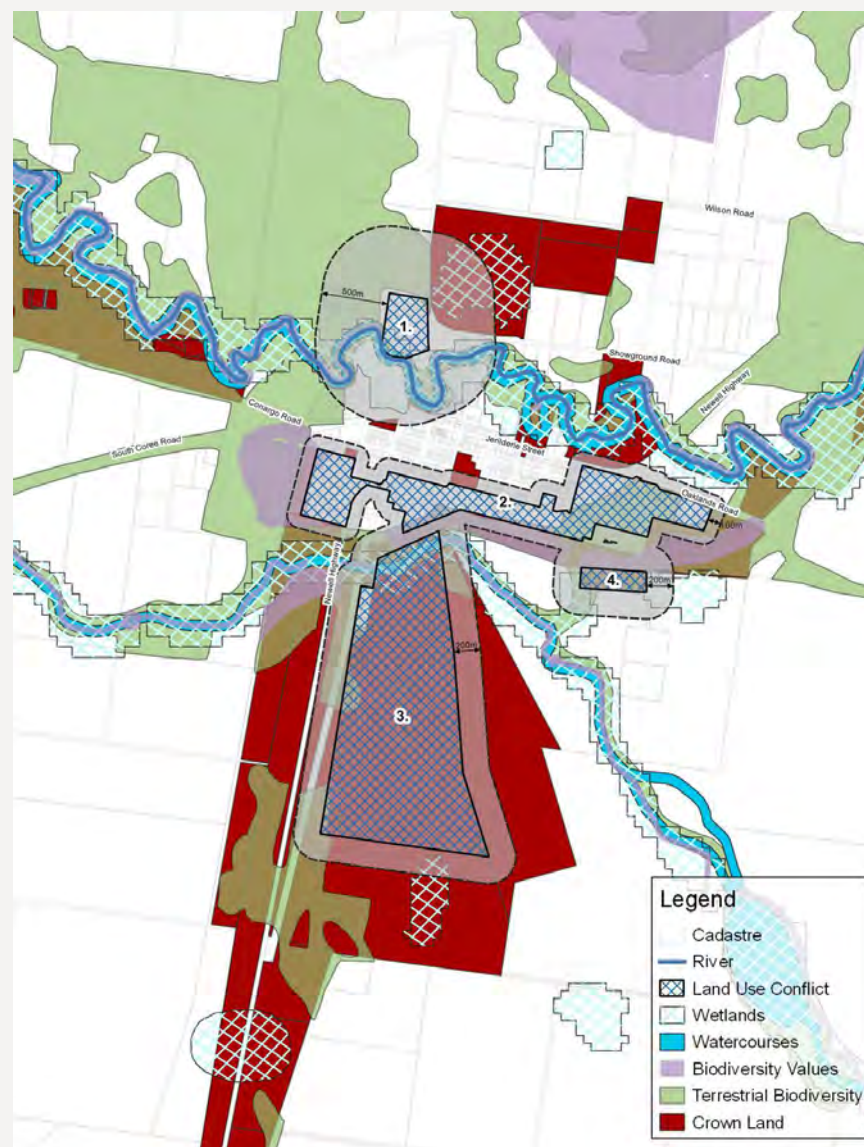 Wilson Road
500m
1.
Showground Road
Newell Highway
Conargo Road
South Coree Road
Jerilderie Street
2.
Oaklands Road
4.
200m
Newell Highway
200m
3.
Legend
Cadastre
River
Land Use Conflict
Wetlands
Watercourses
Biodiversity Values
Terrestrial Biodiversity
Crown Land